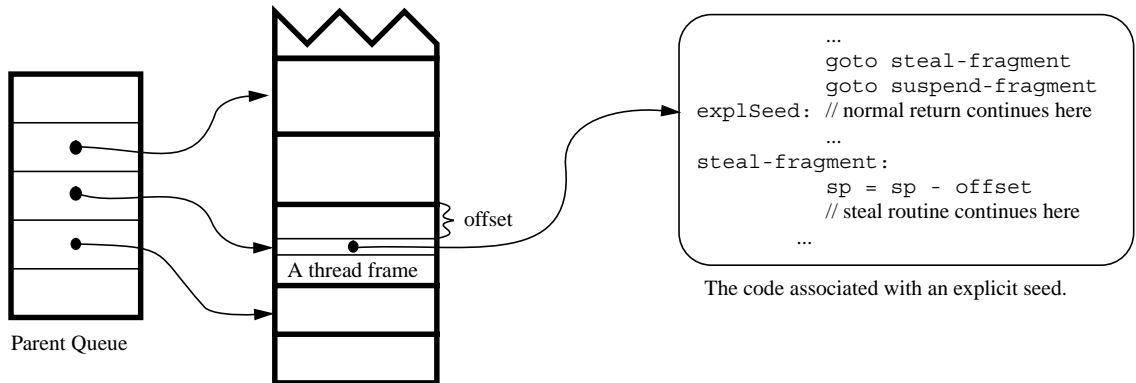 ...
goto steal-fragment
goto suspend-fragment
explSeed: // normal return continues here
...
steal-fragment:
sp = sp - offset
// steal routine continues here
...
offset
A thread frame
The code associated with an explicit seed.
Parent Queue